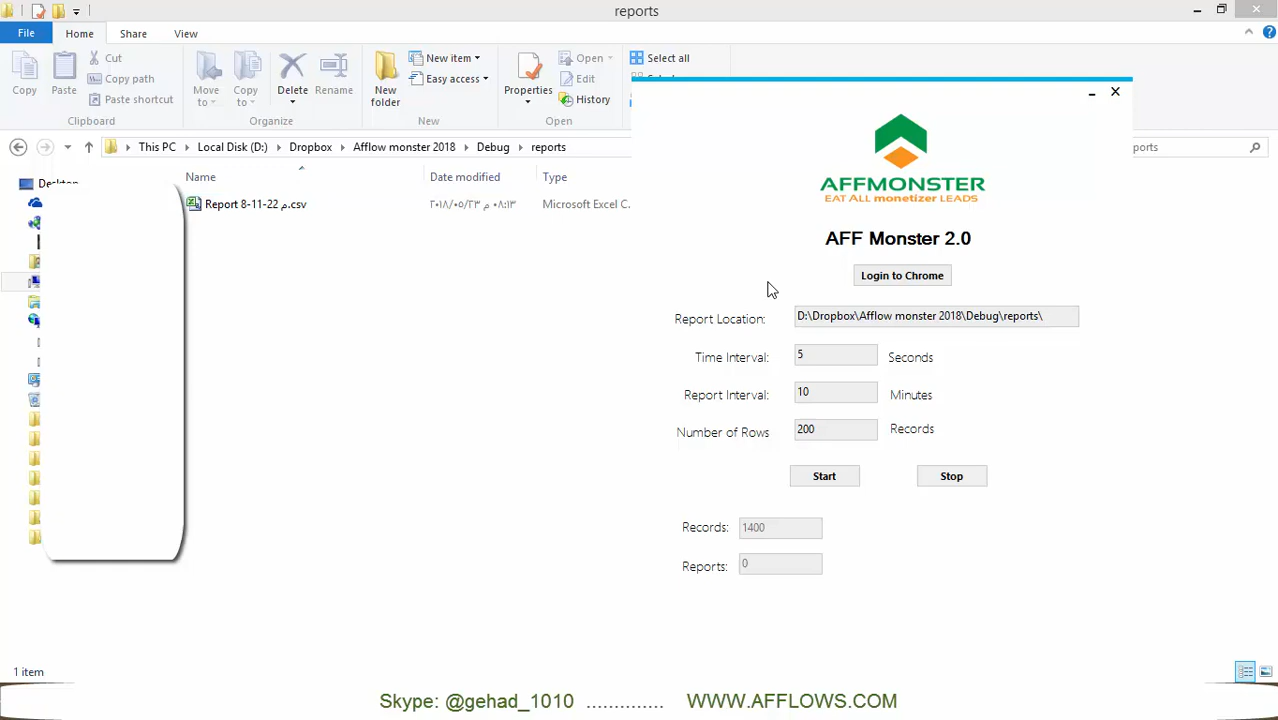 reports
File Home Share View
Copy
Paste
Cut
Copy path
Paste shortcut
Clipboard
Move to
Copy to
Delete
Rename
Organize
New folder
New item
Easy access
New
Properties
Open
Edit
History
Open
Select all
This PC Local Disk (D:) Dropbox Afflow monster 2018 Debug reports
Name Date modified Type
Report 8-11-22 م.csv ٢٠١٨/٠٥/٢٣ ٠٨:١٣ م Microsoft Excel C...
AFFMONSTER
EAT ALL monetizer LEADS
AFF Monster 2.0
Login to Chrome
Report Location: D:\Dropbox\Afflow monster 2018\Debug\reports\
Time Interval: 5 Seconds
Report Interval: 10 Minutes
Number of Rows 200 Records
Start Stop
Records: 1400
Reports: 0
1 item
Skype: @gehad_1010 .............. WWW.AFFLOWS.COM